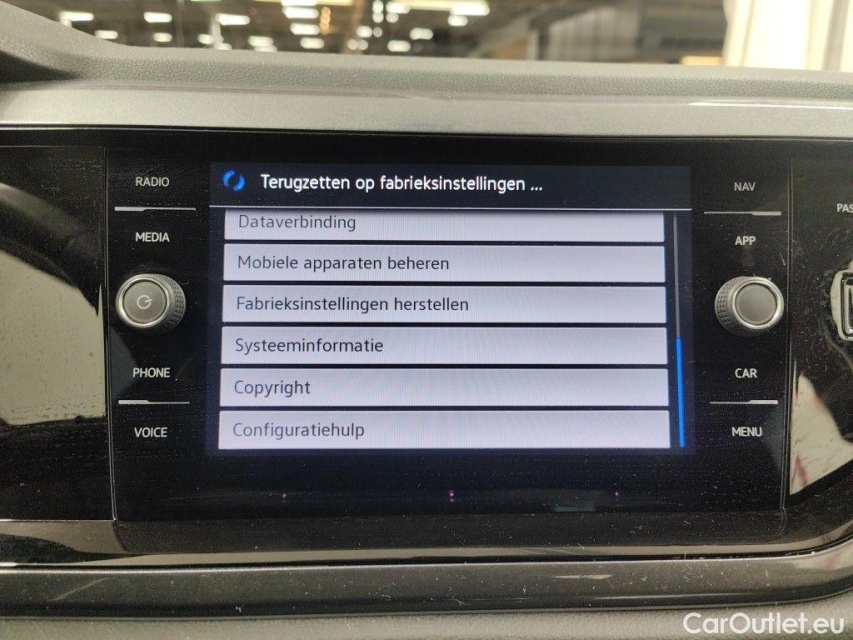 RADIO
MEDIA
PHONE
VOICE
Terugzetten op fabrieksinstellingen ...
Dataverbinding
Mobiele apparaten beheren
Fabrieksinstellingen herstellen
Systeeminformatie
Copyright
Configuratiehulp
NAV
APP
CAR
MENU
PAS
CarOutlet.eu